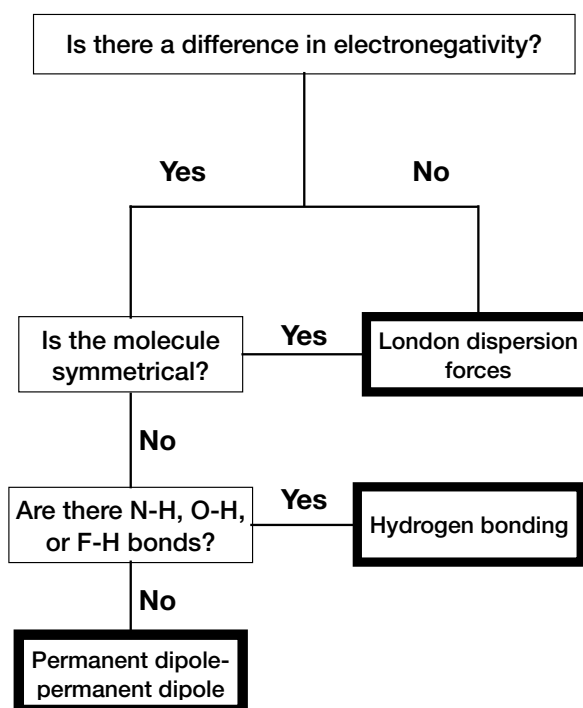 Is there a difference in electronegativity?
Yes
No
Is the molecule
symmetrical?
Yes
London dispersion
forces
No
Are there N-H, O-H,
or F-H bonds?
Yes
Hydrogen bonding
No
Permanent dipole-
permanent dipole